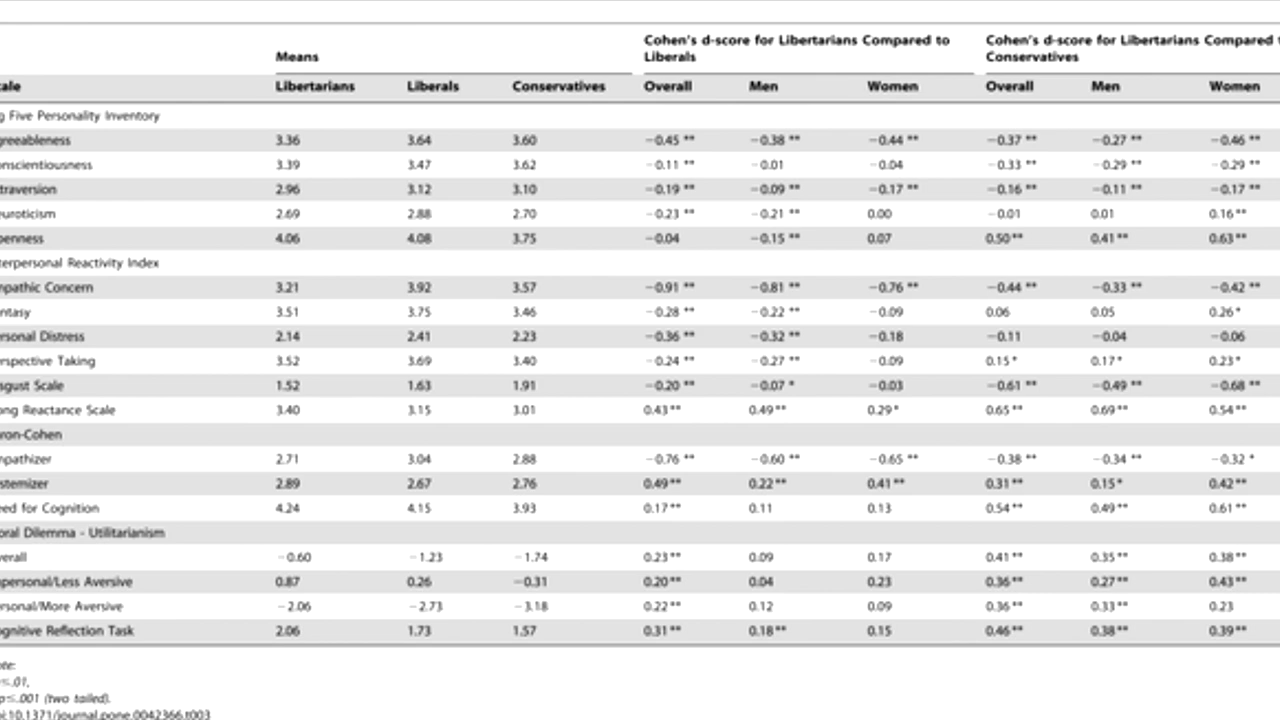 Cohen's d-score for Libertarians Compared to Cohen's d-score for Libertarians Compared
Means Liberals Conservatives
cale Libertarians Liberals Conservatives Overall Men Women Overall Men Women
g Five Personality Inventory
greeableness 3.36 3.64 3.60 −0.45 ** −0.38 ** −0.44 ** −0.37 ** −0.27 ** −0.46 **
onscientiousness 3.39 3.47 3.62 −0.11 ** −0.01 −0.04 −0.33 ** −0.29 ** −0.29 **
traversion 2.96 3.12 3.10 −0.19 ** −0.09 ** −0.17 ** −0.16 ** −0.11 ** −0.17 **
euroticism 2.69 2.88 2.70 −0.23 ** −0.21 ** 0.00 −0.01 0.01 0.16**
penness 4.06 4.08 3.75 −0.04 −0.15 ** 0.07 0.50** 0.41** 0.63**
terpersonal Reactivity Index
mpathic Concern 3.21 3.92 3.57 −0.91 ** −0.81 ** −0.76 ** −0.44 ** −0.33 ** −0.42 **
ntasy 3.51 3.75 3.46 −0.28 ** −0.22 ** −0.09 0.06 0.05 0.26*
ersonal Distress 2.14 2.41 2.23 −0.36 ** −0.32 ** −0.18 −0.11 −0.04 −0.06
erspective Taking 3.52 3.69 3.40 −0.24 ** −0.27 ** −0.09 0.15* 0.17* 0.23*
isgust Scale 1.52 1.63 1.91 −0.20 ** −0.07 * −0.03 −0.61 ** −0.49 ** −0.68 **
ong Reactance Scale 3.40 3.15 3.01 0.43** 0.49** 0.29* 0.65** 0.69** 0.54**
ron-Cohen
mpathizer 2.71 3.04 2.88 −0.76 ** −0.60 ** −0.65 ** −0.38 ** −0.34 ** −0.32 *
stemizer 2.89 2.67 2.76 0.49** 0.22** 0.41** 0.31** 0.15* 0.42**
eed for Cognition 4.24 4.15 3.93 0.17** 0.11 0.13 0.54** 0.49** 0.61**
oral Dilemma - Utilitarianism
verall −0.60 −1.23 −1.74 0.23** 0.09 0.17 0.41** 0.35** 0.38**
personal/Less Aversive 0.87 0.26 −0.31 0.20** 0.04 0.23 0.36** 0.27** 0.43**
ersonal/More Aversive −2.06 −2.73 −3.18 0.22** 0.12 0.09 0.36** 0.33** 0.23
ognitive Reflection Task 2.06 1.73 1.57 0.31** 0.18** 0.15 0.46** 0.38** 0.39**
ote:
≤.01,
p≤.001 (two tailed).
oi:10.1371/journal.pone.0042366.t003